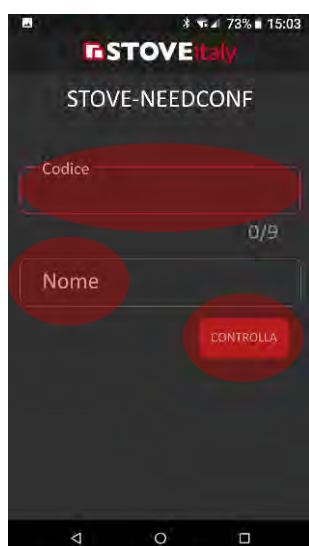 73% 15:03
STOVEitaly
STOVE-NEEDCONF
Codice
0/9
Nome
CONTROLLA